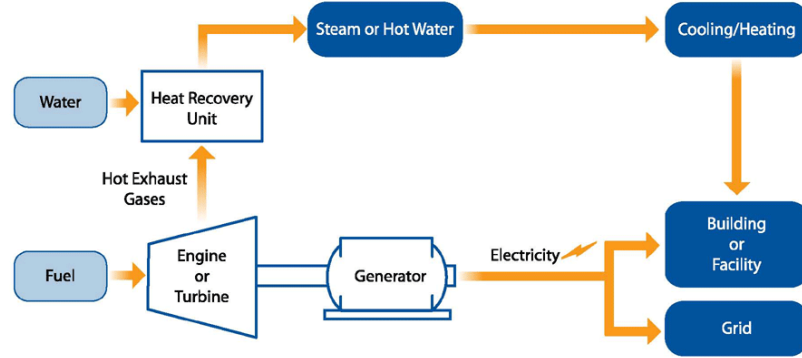 Steam or Hot Water
Cooling/Heating
Water
Heat Recovery
Unit
Hot Exhaust
Gases
Fuel
Engine
or
Turbine
Generator
Electricity
Building
or
Facility
Grid